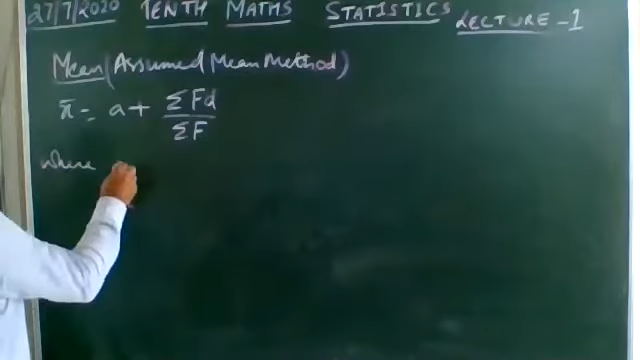 27/7/2020 TENTH MATHS STATISTICS LECTURE-1
Mean (Assumed Mean Method)
x̄ = a + ΣFd / ΣF
where